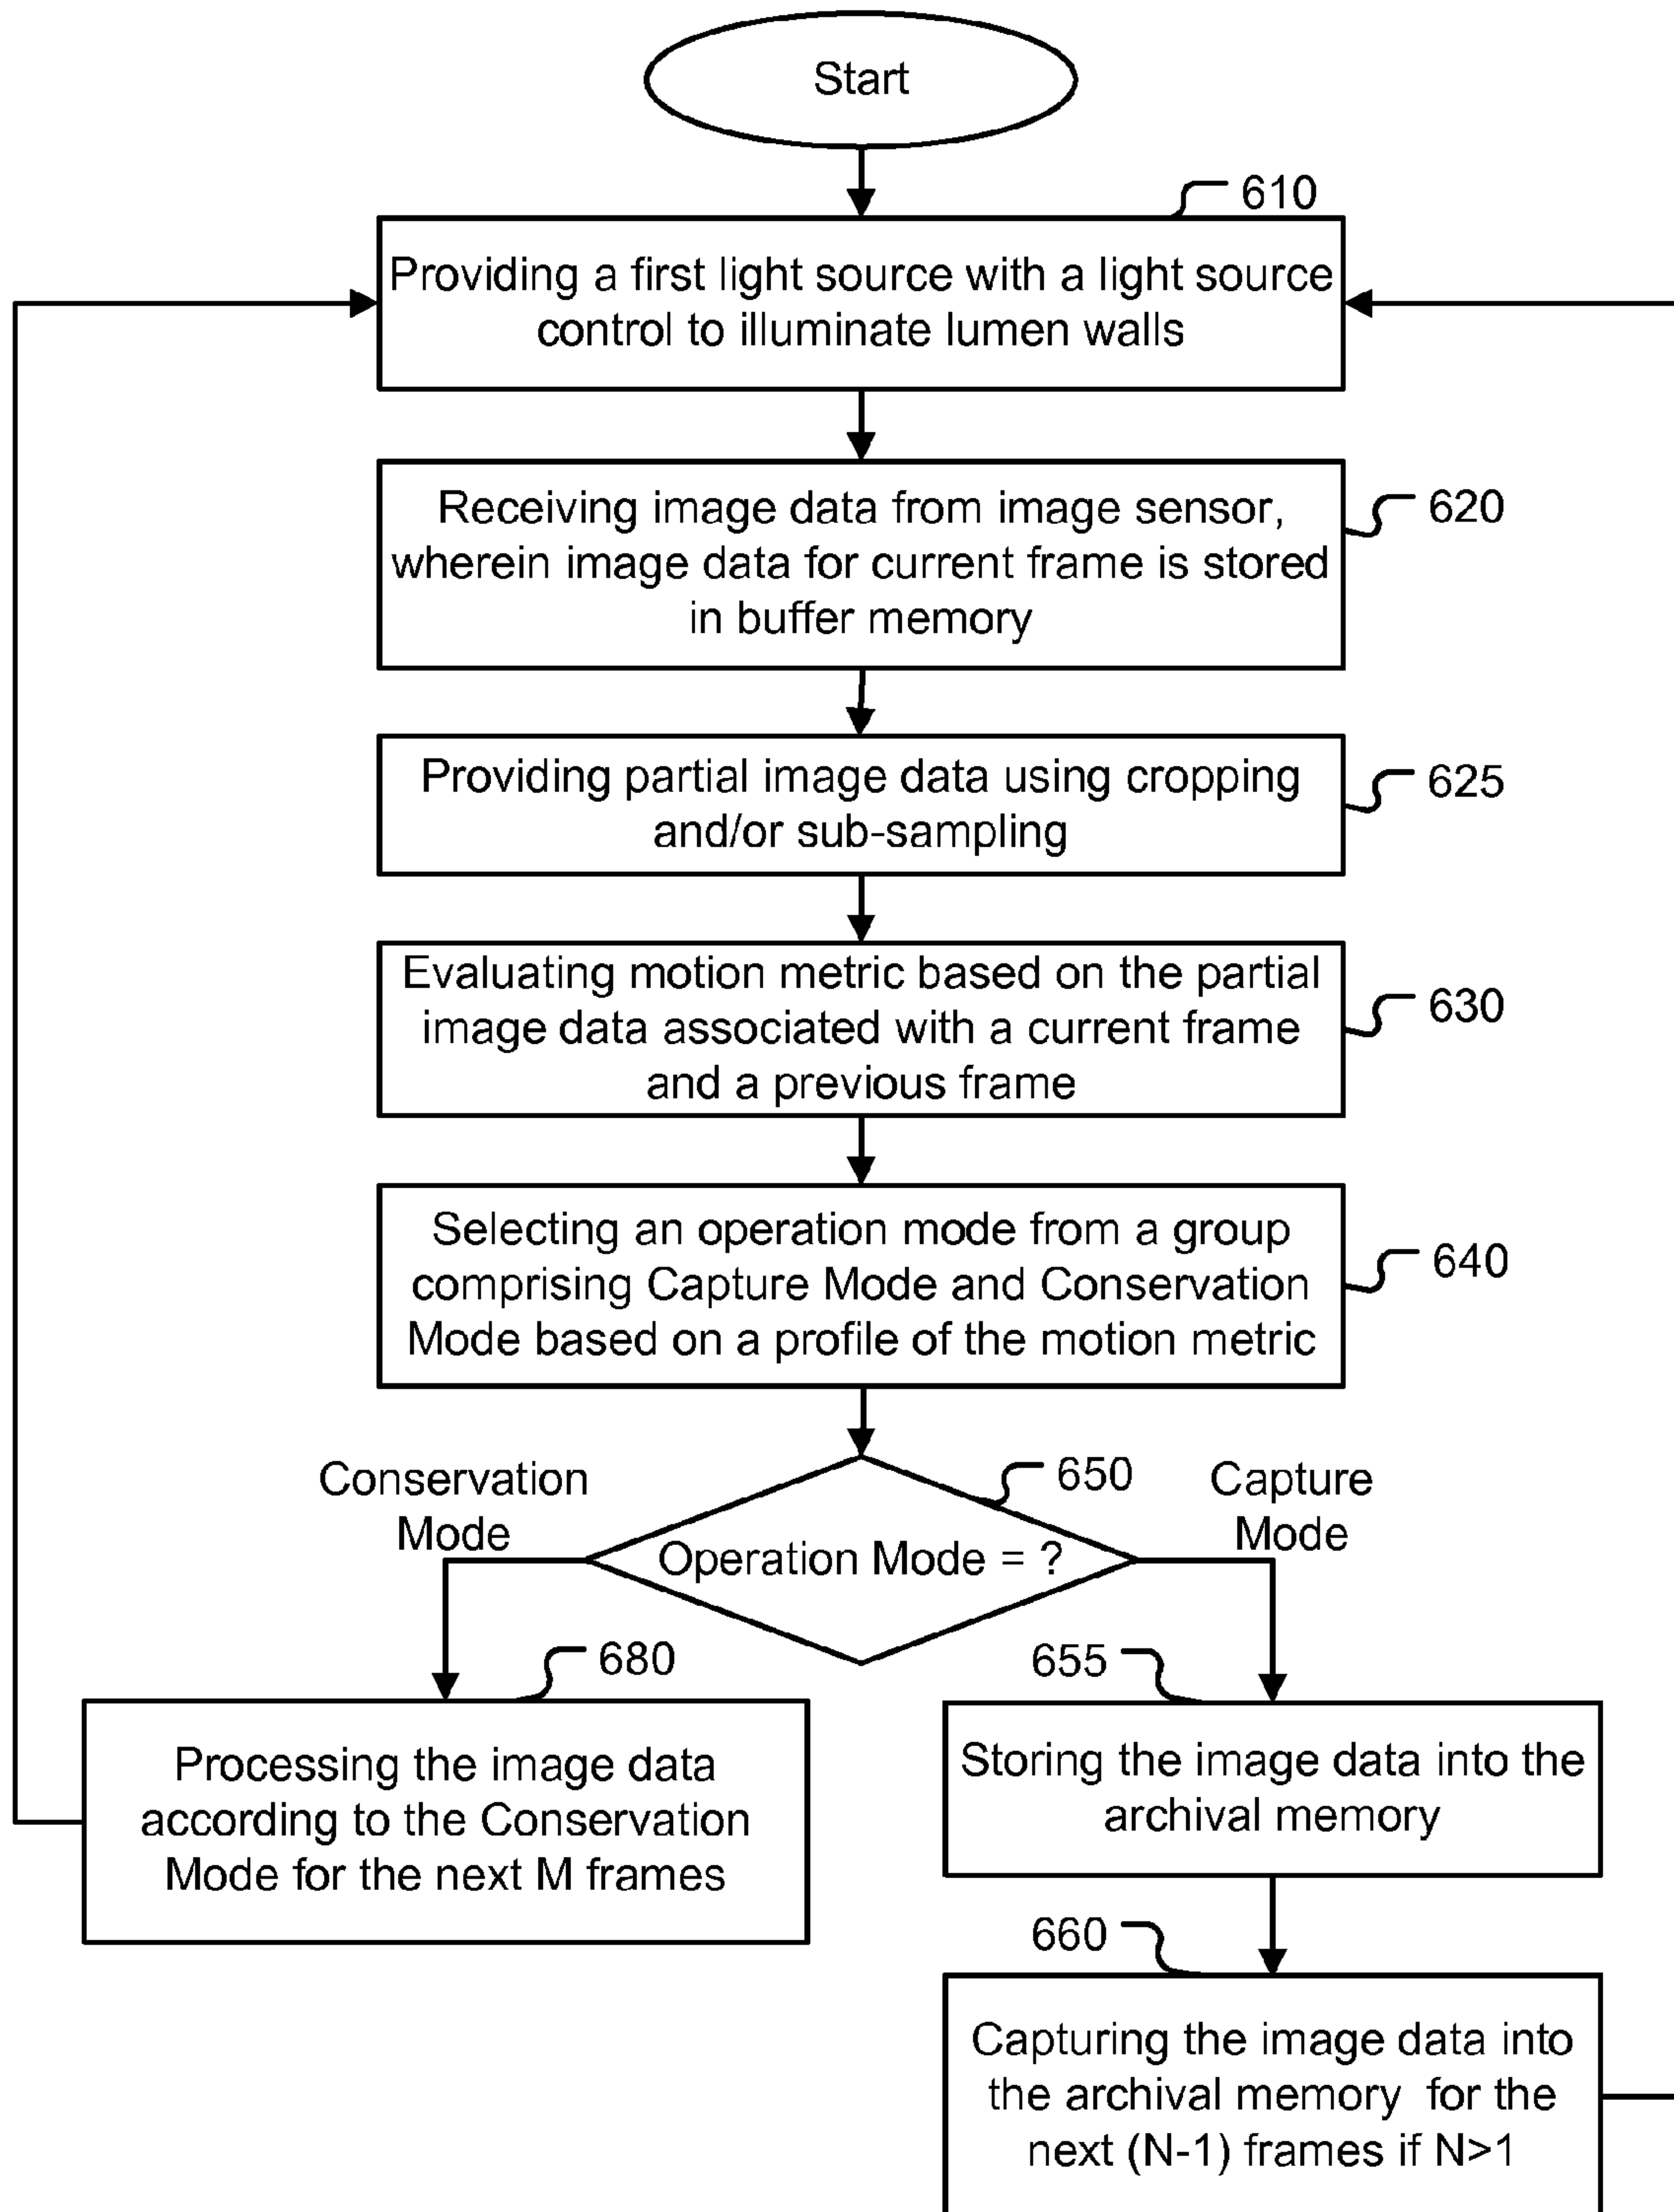 Start
610
Providing a first light source with a light source
control to illuminate lumen walls
Receiving image data from image sensor,
wherein image data for current frame is stored
in buffer memory
620
Providing partial image data using cropping
and/or sub-sampling
625
Evaluating motion metric based on the partial
image data associated with a current frame
and a previous frame
630
Selecting an operation mode from a group
comprising Capture Mode and Conservation
Mode based on a profile of the motion metric
640
Conservation
Mode
650
Capture
Mode
Operation Mode = ?
680
Processing the image data
according to the Conservation
Mode for the next M frames
655
Storing the image data into the
archival memory
660
Capturing the image data into
the archival memory for the
next (N-1) frames if N>1